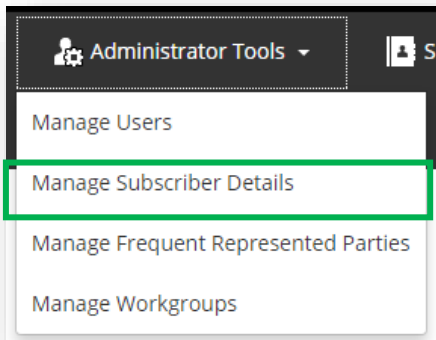 Administrator Tools
S
Manage Users
Manage Subscriber Details
Manage Frequent Represented Parties
Manage Workgroups